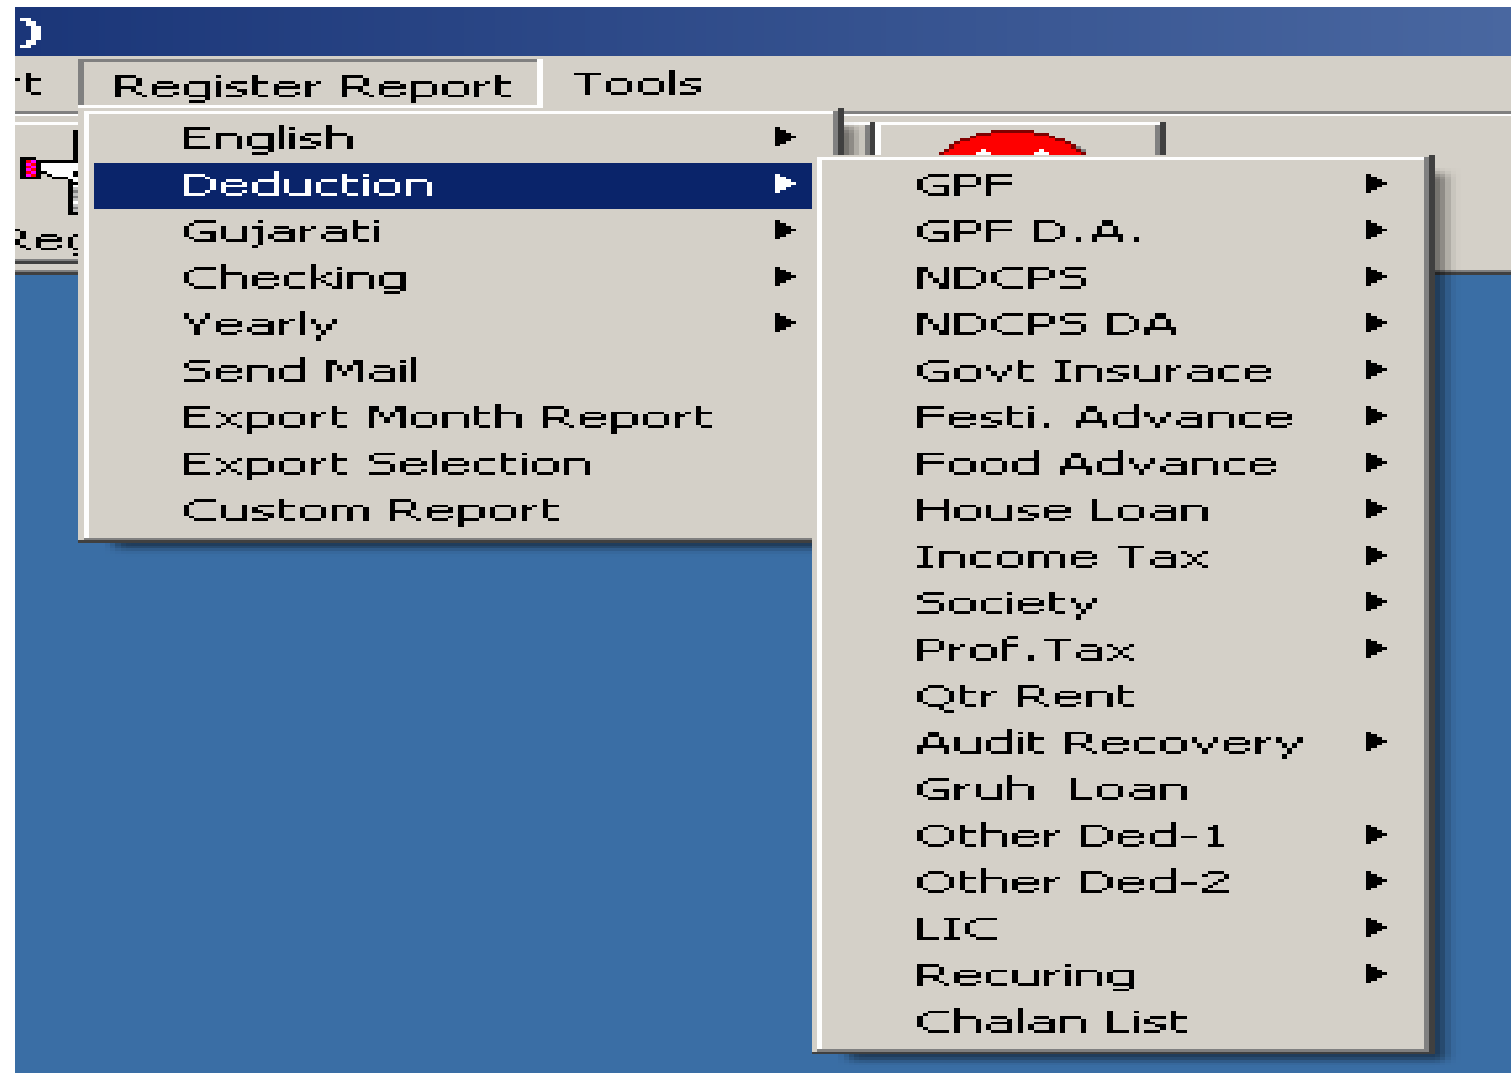 )
Register Report Tools
English
Deduction
Gujarati
Checking
Yearly
Send Mail
Export Month Report
Export Selection
Custom Report
GPF
GPF D.A.
NDCPS
NDCPS DA
Govt Insurace
Festi. Advance
Food Advance
House Loan
Income Tax
Society
Prof.Tax
Qtr Rent
Audit Recovery
Gruh Loan
Other Ded-1
Other Ded-2
LIC
Recuring
Chalan List